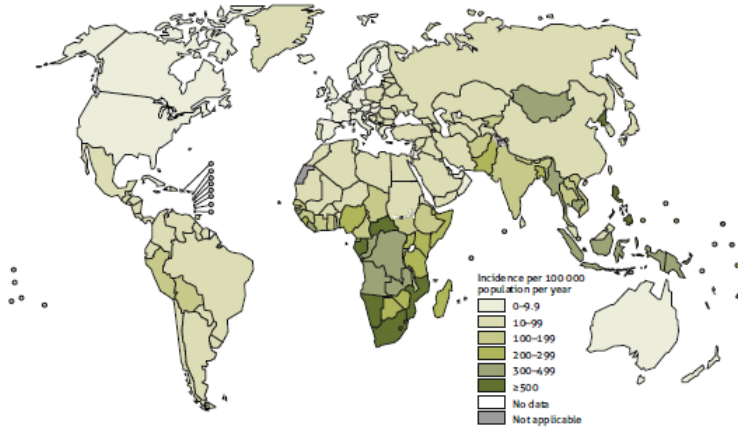 Incidence per 100 000
population per year
0–9.9
10–99
100–199
200–299
300–499
≥500
No data
Not applicable